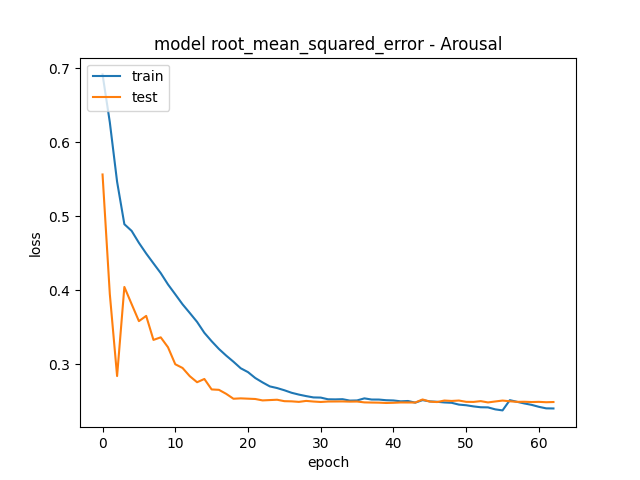 model root_mean_squared_error - Arousal
train
test
0.7
0.6
0.5
0.4
0.3
loss
0 10 20 30 40 50 60
epoch